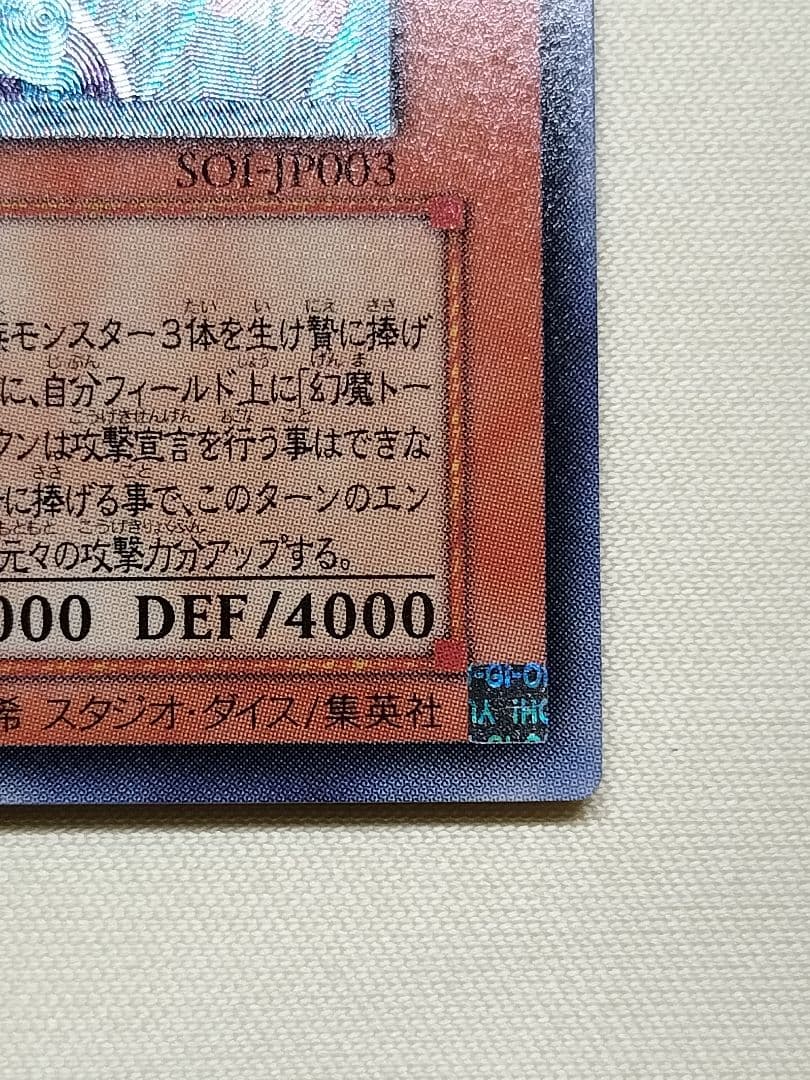 SOI-JP003
モンスター3体を生け贄に捧げ
に、自分フィールド上に「幻魔トー
クンは攻撃宣言を行う事はできな
に捧げる事で、このターンのエン
元々の攻撃力分アップする。
000 DEF/4000
希 スタジオ・ダイス/集英社